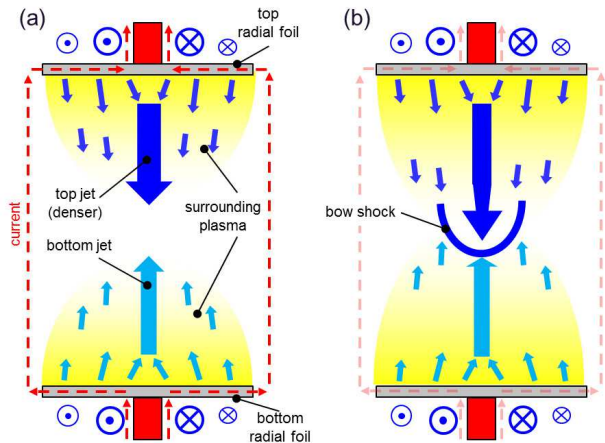 (a)
top
radial foil
(b)
top jet
(denser)
surrounding
plasma
bow shock
current
bottom jet
bottom
radial foil